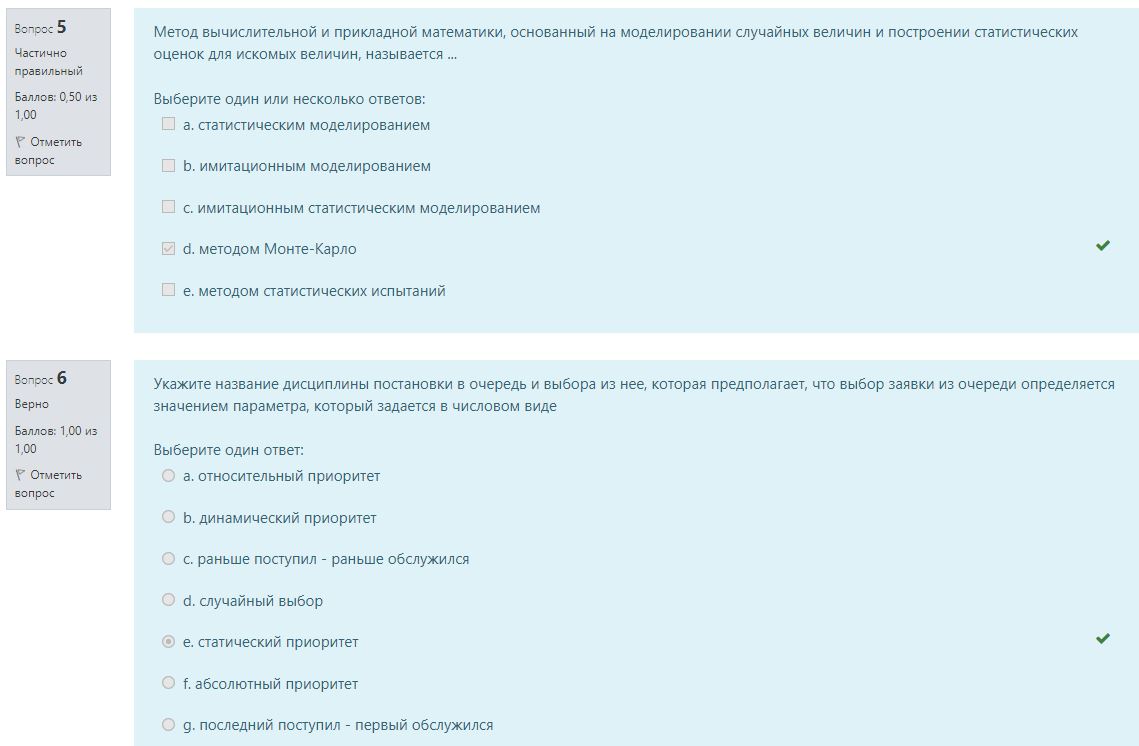 Вопрос 5
Частично
правильный
Баллов: 0,50 из
1,00
Отметить
вопрос
Метод вычислительной и прикладной математики, основанный на моделировании случайных величин и построении статистических
оценок для искомых величин, называется ...
Выберите один или несколько ответов:
a. статистическим моделированием
b. имитационным моделированием
c. имитационным статистическим моделированием
d. методом Монте-Карло
e. методом статистических испытаний
Вопрос 6
Верно
Баллов: 1,00 из
1,00
Отметить
вопрос
Укажите название дисциплины постановки в очередь и выбора из нее, которая предполагает, что выбор заявки из очереди определяется
значением параметра, который задается в числовом виде
Выберите один ответ:
a. относительный приоритет
b. динамический приоритет
c. раньше поступил - раньше обслужился
d. случайный выбор
e. статический приоритет
f. абсолютный приоритет
g. последний поступил - первый обслужился